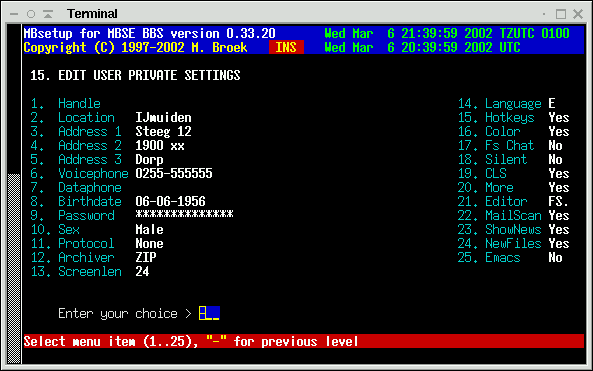 Terminal
MBsetup for MBSE BBS version 0.33.20 Wed Mar 6 21:39:59 2002 TZUTC 0100
Copyright (C) 1997-2002 M. Broek INS Wed Mar 6 20:39:59 2002 UTC
15. EDIT USER PRIVATE SETTINGS
1. Handle 14. Language E
2. Location IJmuiden 15. Hotkeys Yes
3. Address 1 Steeg 12 16. Color Yes
4. Address 2 1900 xx 17. Fs Chat No
5. Address 3 Dorp 18. Silent No
6. Voicephone 0255-555555 19. CLS Yes
7. Dataphone 20. More Yes
8. Birthdate 06-06-1956 21. Editor FS.
9. Password ************** 22. MailScan Yes
10. Sex Male 23. ShowNews Yes
11. Protocol None 24. NewFiles Yes
12. Archiver ZIP 25. Emacs No
13. Screenlen 24
Enter your choice > -__
Select menu item (1..25), "-" for previous level